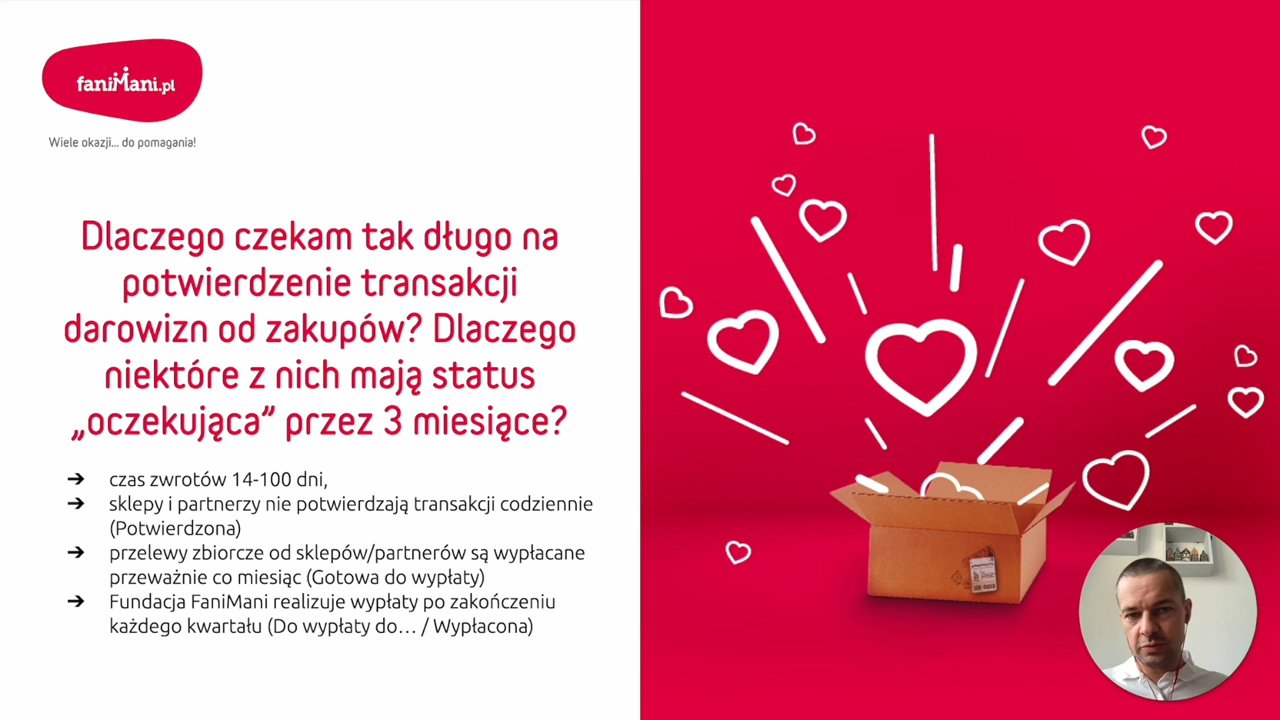 faniMani.pl
Wiele okazji... do pomagania!
Dlaczego czekam tak długo na
potwierdzenie transakcji
darowizn od zakupów? Dlaczego
niektóre z nich mają status
„oczekująca” przez 3 miesiące?
➔ czas zwrotów 14-100 dni,
➔ sklepy i partnerzy nie potwierdzają transakcji codziennie
(Potwierdzona)
➔ przelewy zbiorcze od sklepów/partnerów są wypłacane
przeważnie co miesiąc (Gotowa do wypłaty)
➔ Fundacja FaniMani realizuje wypłaty po zakończeniu
każdego kwartału (Do wypłaty do… / Wypłacona)